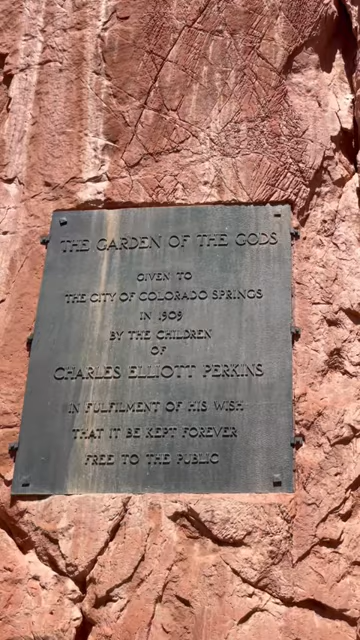 THE GARDEN OF THE GODS
GIVEN TO
THE CITY OF COLORADO SPRINGS
IN 1909
BY THE CHILDREN
OF
CHARLES ELLIOTT PERKINS
IN FULFILMENT OF HIS WISH
THAT IT BE KEPT FOREVER
FREE TO THE PUBLIC